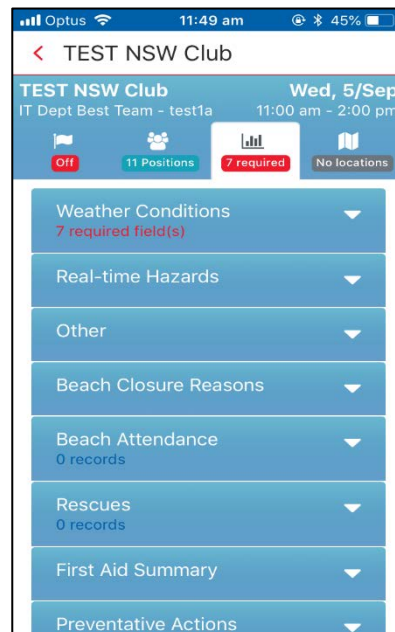 Optus 11:49 am 45%
TEST NSW Club
TEST NSW Club Wed, 5/Sep
IT Dept Best Team - test1a 11:00 am - 2:00 pm
Off 11 Positions 7 required No locations
Weather Conditions
7 required field(s)
Real-time Hazards
Other
Beach Closure Reasons
Beach Attendance
0 records
Rescues
0 records
First Aid Summary
Preventative Actions